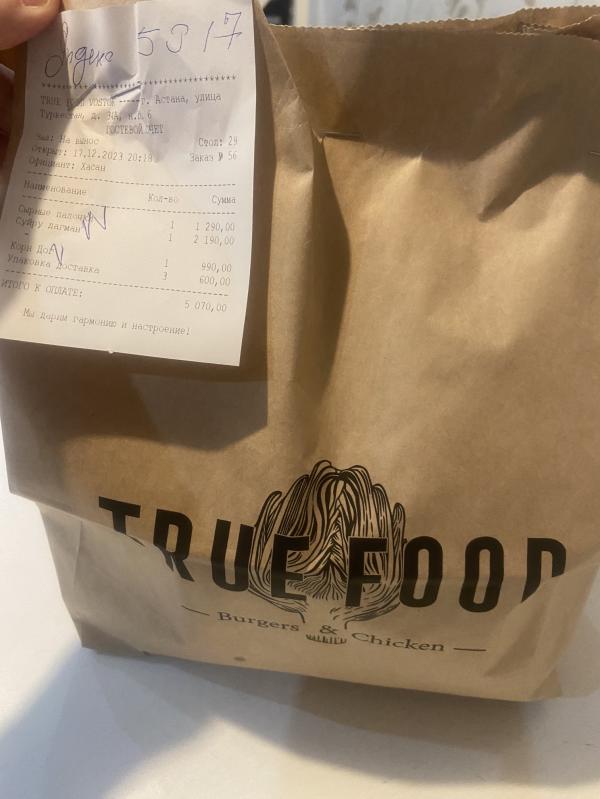 Яндекс 5317
**********************************
TRUE FOOD VOSTOK -----г. Астана, улица
Туркестан, д. 34А, н.п. 6
ГОСТЕВОЙ СЧЕТ
Зал: На вынос Стол: 29
Открыт: 17.12.2023 20:18 Заказ № 56
Официант: Хасан
Наименование Кол-во Сумма
Сырные палочки 1 1 290,00
Суйру лагман 1 2 190,00
Корн Дог 1 990,00
Упаковка доставка 3 600,00
ИТОГО К ОПЛАТЕ: 5 070,00
Мы дарим гармонию и настроение!
TRUE FOOD
— Burgers & Chicken —